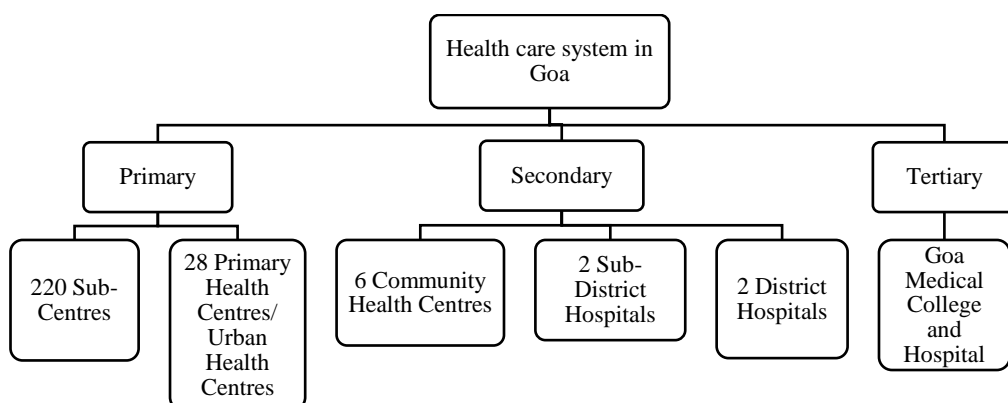 Health care system in
Goa
Primary
Secondary
Tertiary
220 Sub-
Centres
28 Primary
Health
Centres/
Urban
Health
Centres
6 Community
Health Centres
2 Sub-
District
Hospitals
2 District
Hospitals
Goa
Medical
College
and
Hospital